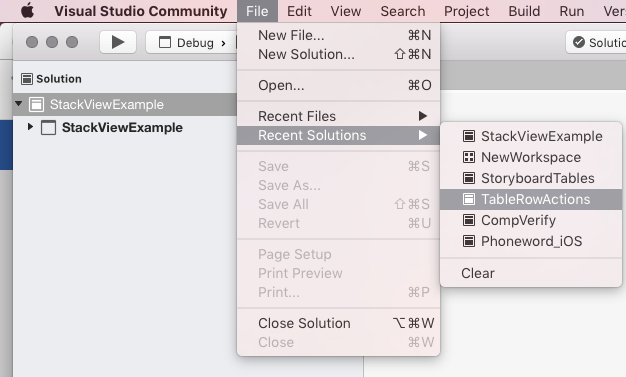 Visual Studio Community File Edit View Search Project Build Run
Debug
Solution
StackViewExample
StackViewExample
New File... ⌘N
New Solution... ⇧⌘N
Open... ⌘O
Recent Files
Recent Solutions
Save ⌘S
Save As...
Save All ⇧⌘S
Revert ⌘U
Page Setup
Print Preview
Print... ⌘P
Close Solution ⌥⌘W
Close ⌘W
StackViewExample
NewWorkspace
StoryboardTables
TableRowActions
CompVerify
Phoneword_iOS
Clear